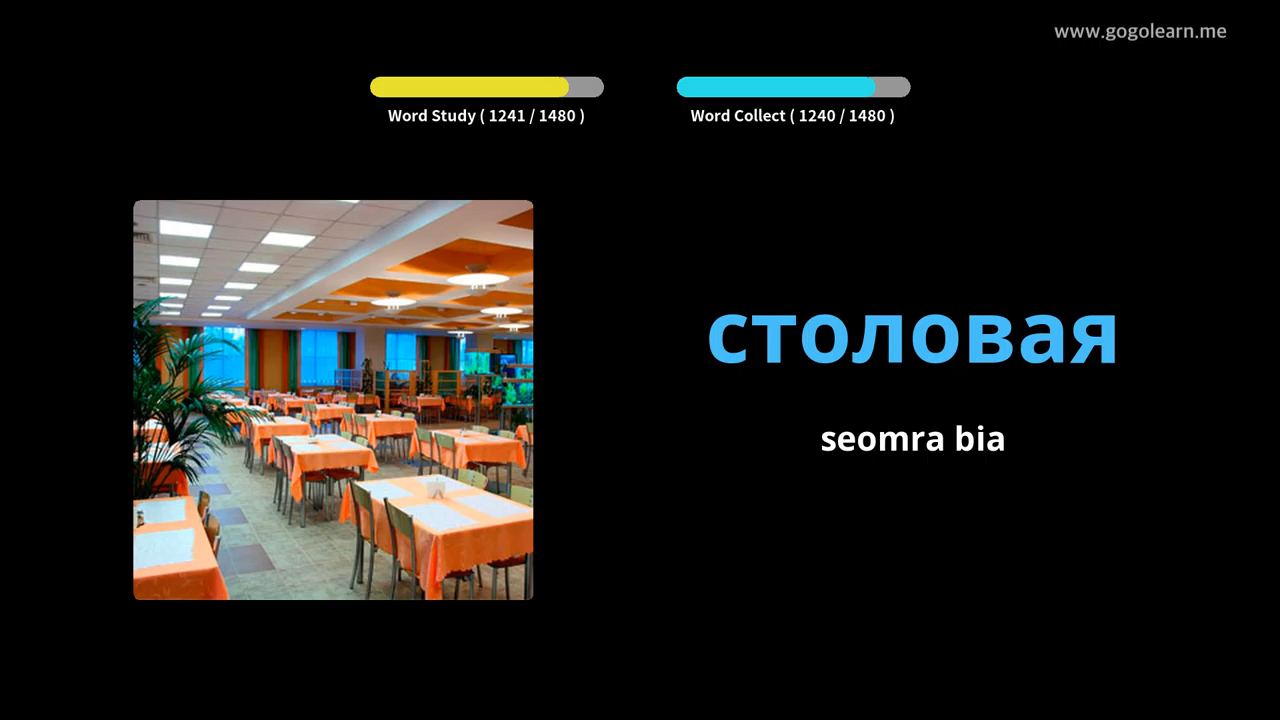 www.gogolearn.me
Word Study ( 1241 / 1480 )
Word Collect ( 1240 / 1480 )
столовая
seomra bia